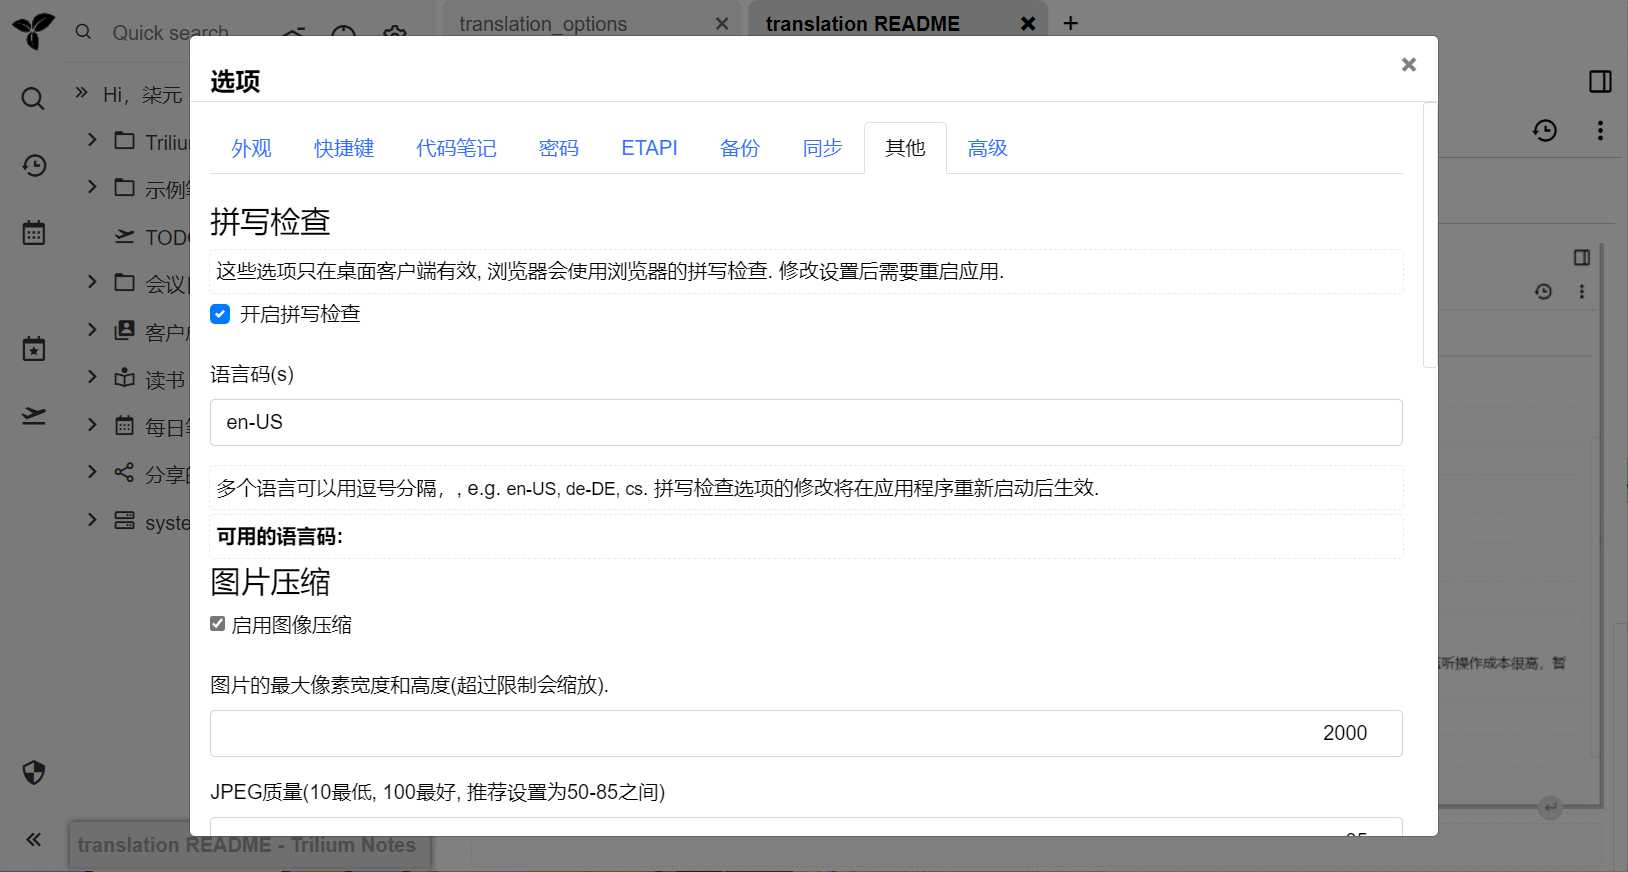 Quick search
translation_options
translation README
Hi，柒元
选项
外观
快捷键
代码笔记
密码
ETAPI
备份
同步
其他
高级
拼写检查
这些选项只在桌面客户端有效, 浏览器会使用浏览器的拼写检查. 修改设置后需要重启应用.
开启拼写检查
语言码(s)
en-US
多个语言可以用逗号分隔，, e.g. en-US, de-DE, cs. 拼写检查选项的修改将在应用程序重新启动后生效.
可用的语言码:
图片压缩
启用图像压缩
图片的最大像素宽度和高度(超过限制会缩放).
2000
JPEG质量(10最低, 100最好, 推荐设置为50-85之间)
示例
会议
客户
读书
每日
分享
听操作成本很高，暂
translation README - Trilium Notes